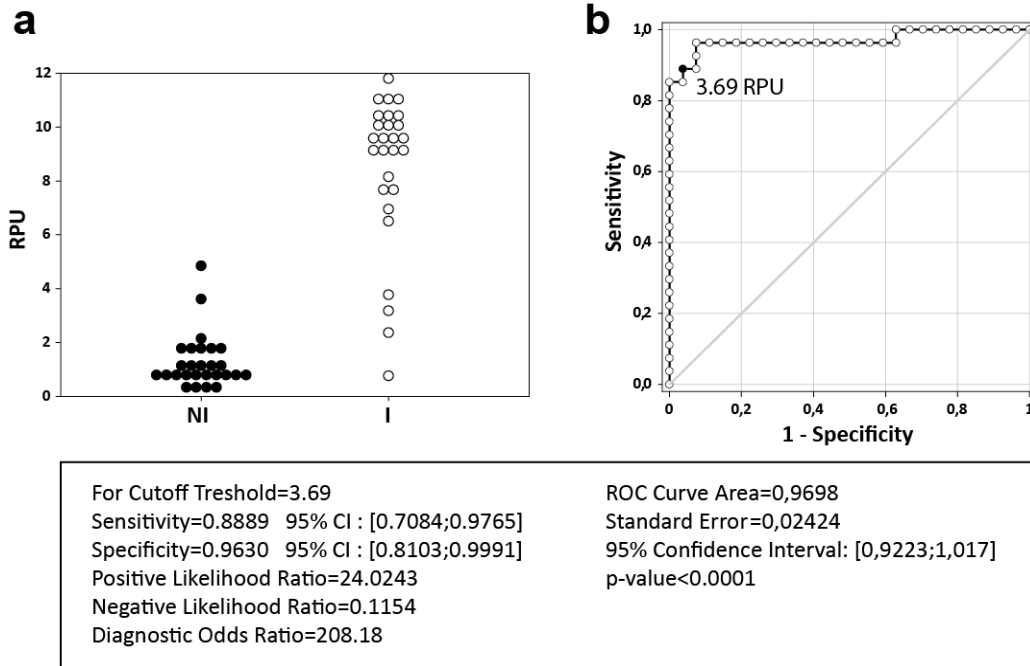 a
RPU
12
10
8
6
4
2
0
NI
I
b
Sensitivity
1,0
0,8
0,6
0,4
0,2
0,0
3.69 RPU
0
0,2
0,4
0,6
0,8
1
1 - Specificity
For Cutoff Treshold=3.69
Sensitivity=0.8889 95% CI : [0.7084;0.9765]
Specificity=0.9630 95% CI : [0.8103;0.9991]
Positive Likelihood Ratio=24.0243
Negative Likelihood Ratio=0.1154
Diagnostic Odds Ratio=208.18
ROC Curve Area=0,9698
Standard Error=0,02424
95% Confidence Interval: [0,9223;1,017]
p-value<0.0001